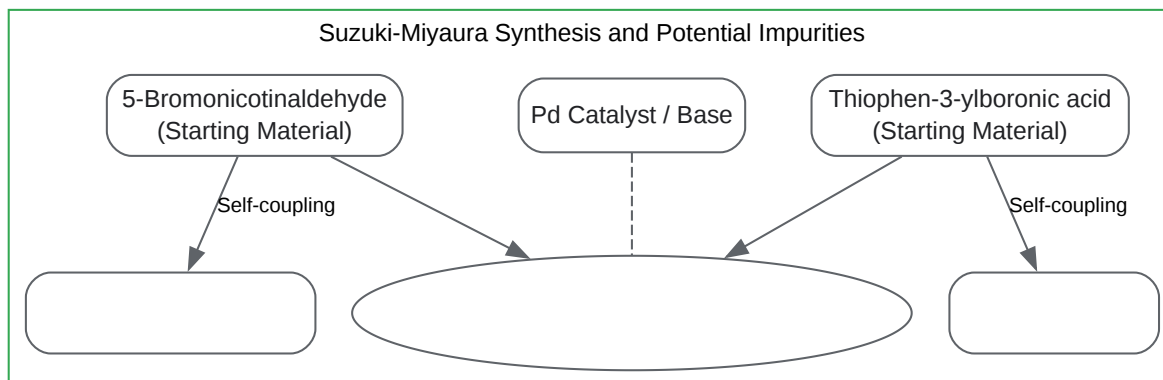 Suzuki-Miyaura Synthesis and Potential Impurities
5-Bromonicotinaldehyde
(Starting Material)
Pd Catalyst / Base
Thiophen-3-ylboronic acid
(Starting Material)
Self-coupling
Self-coupling